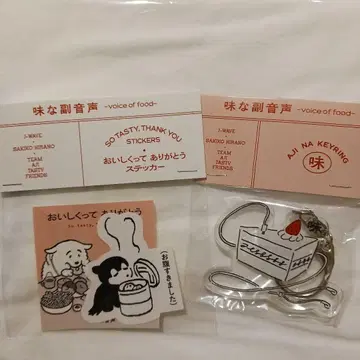 味な副音声 -voice of food-
J-WAVE
×
SAKIKO HIRANO
×
TEAM
AJI
TASTY
FRIENDS
SO TASTY, THANK YOU
STICKERS
おいしくって ありがとう
ステッカー
味な副音声 -voice of food-
J-WAVE
×
SAKIKO HIRANO
×
TEAM
AJI
TASTY
FRIENDS
AJI NA KEYRING
味
おいしくって ありがとう
so tasty,
(お腹すきました)